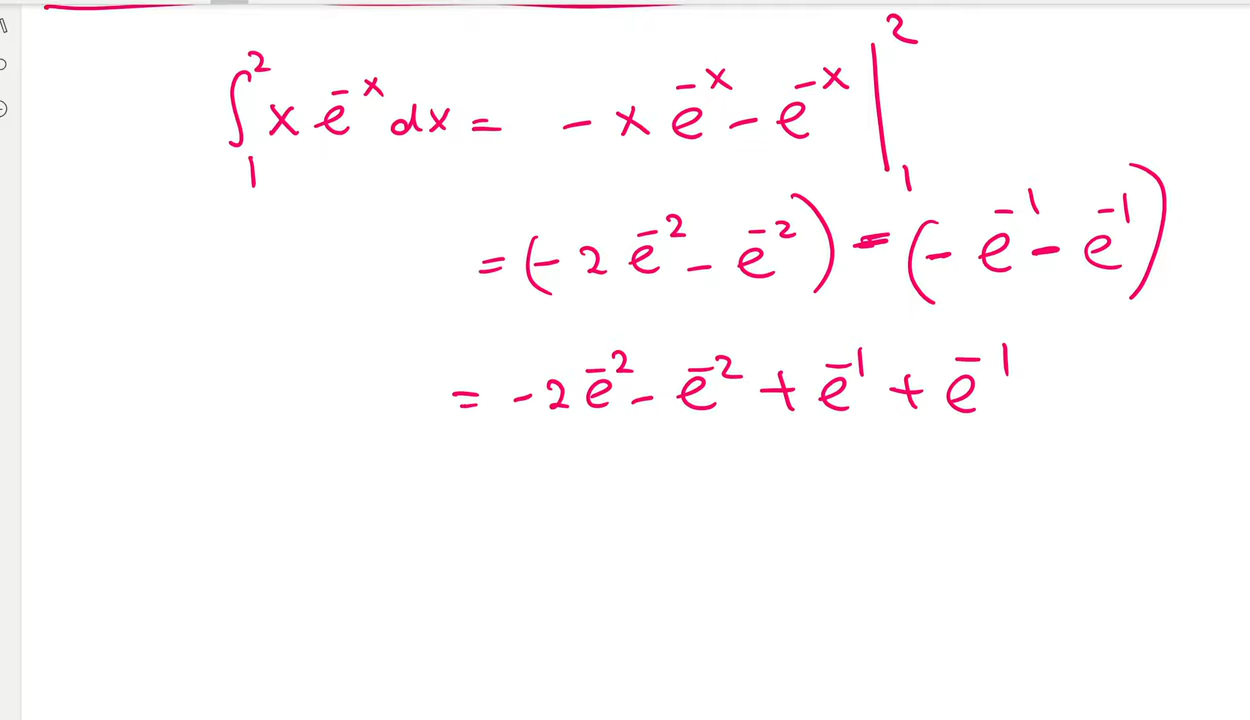 ∫₁² x e⁻ˣ dx = - x e⁻ˣ - e⁻ˣ |₁²
= (- 2 e⁻² - e⁻²) - (- e⁻¹ - e⁻¹)
= - 2 e⁻² - e⁻² + e⁻¹ + e⁻¹